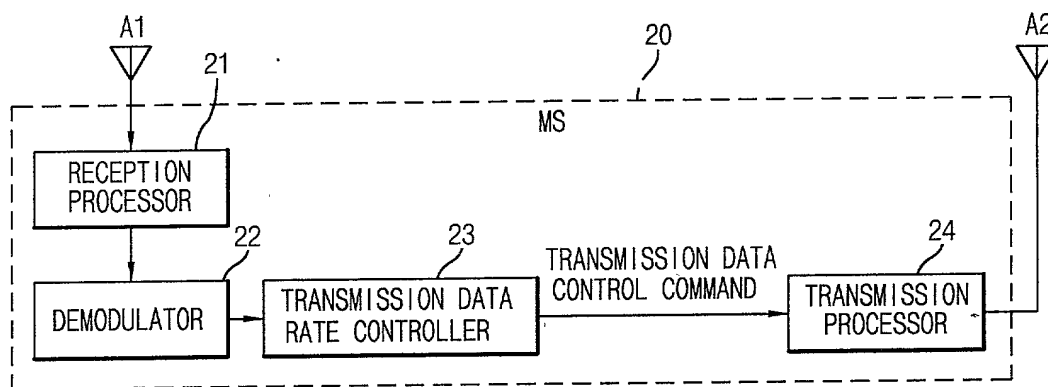 A1
A2
20
21
MS
RECEPTION
PROCESSOR
22
23
24
DEMODULATOR
TRANSMISSION DATA
RATE CONTROLLER
TRANSMISSION DATA
CONTROL COMMAND
TRANSMISSION
PROCESSOR